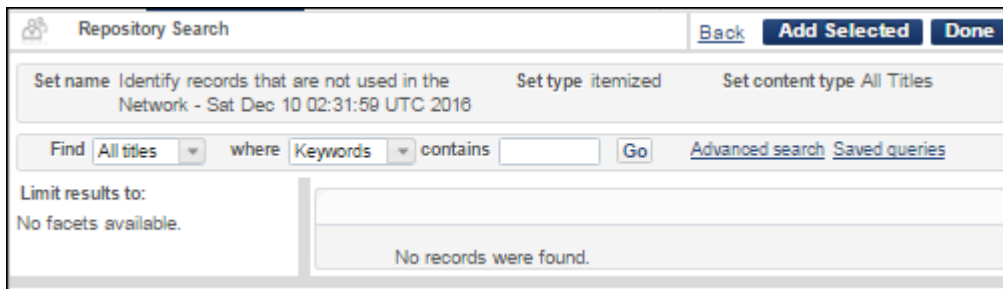 Repository Search Back Add Selected Done
Set name Identify records that are not used in the Set type itemized Set content type All Titles
Network - Sat Dec 10 02:31:59 UTC 2016
Find All titles where Keywords contains Go Advanced search Saved queries
Limit results to:
No facets available.
No records were found.